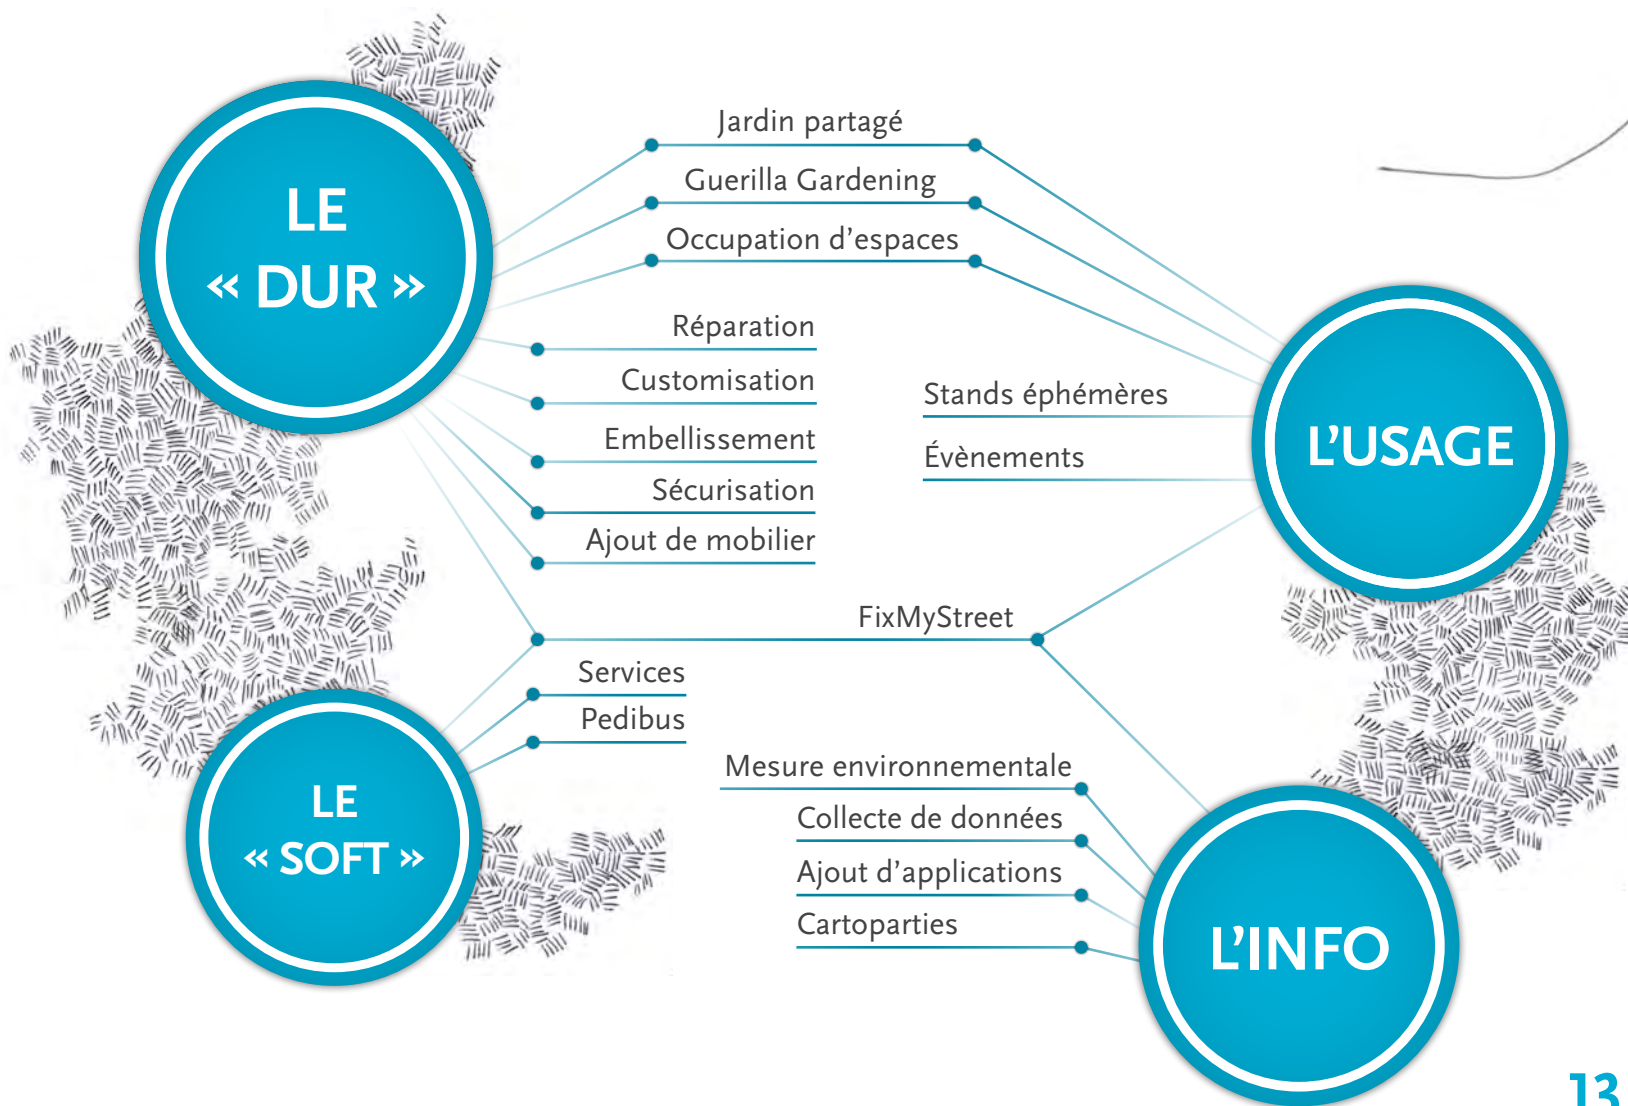 LE
« DUR »
Jardin partagé
Guerilla Gardening
Occupation d'espaces
Réparation
Customisation
Embellissement
Sécurisation
Ajout de mobilier
Stands éphémères
Évènements
L'USAGE
FixMyStreet
Services
Pedibus
LE
« SOFT »
Mesure environnementale
Collecte de données
Ajout d'applications
Cartoparties
L'INFO
13